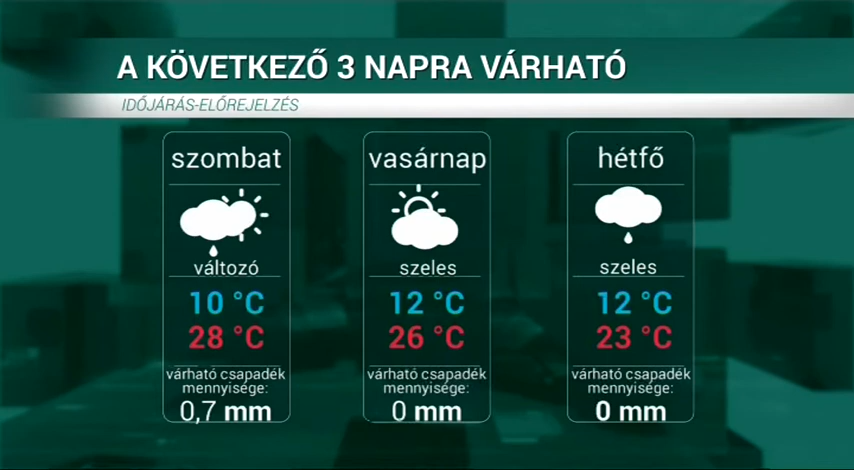 A KÖVETKEZŐ 3 NAPRA VÁRHATÓ
IDŐJÁRÁS-ELŐREJELZÉS
szombat
változó
10 °C
28 °C
várható csapadék
mennyisége:
0,7 mm
vasárnap
szeles
12 °C
26 °C
várható csapadék
mennyisége:
0 mm
hétfő
szeles
12 °C
23 °C
várható csapadék
mennyisége:
0 mm